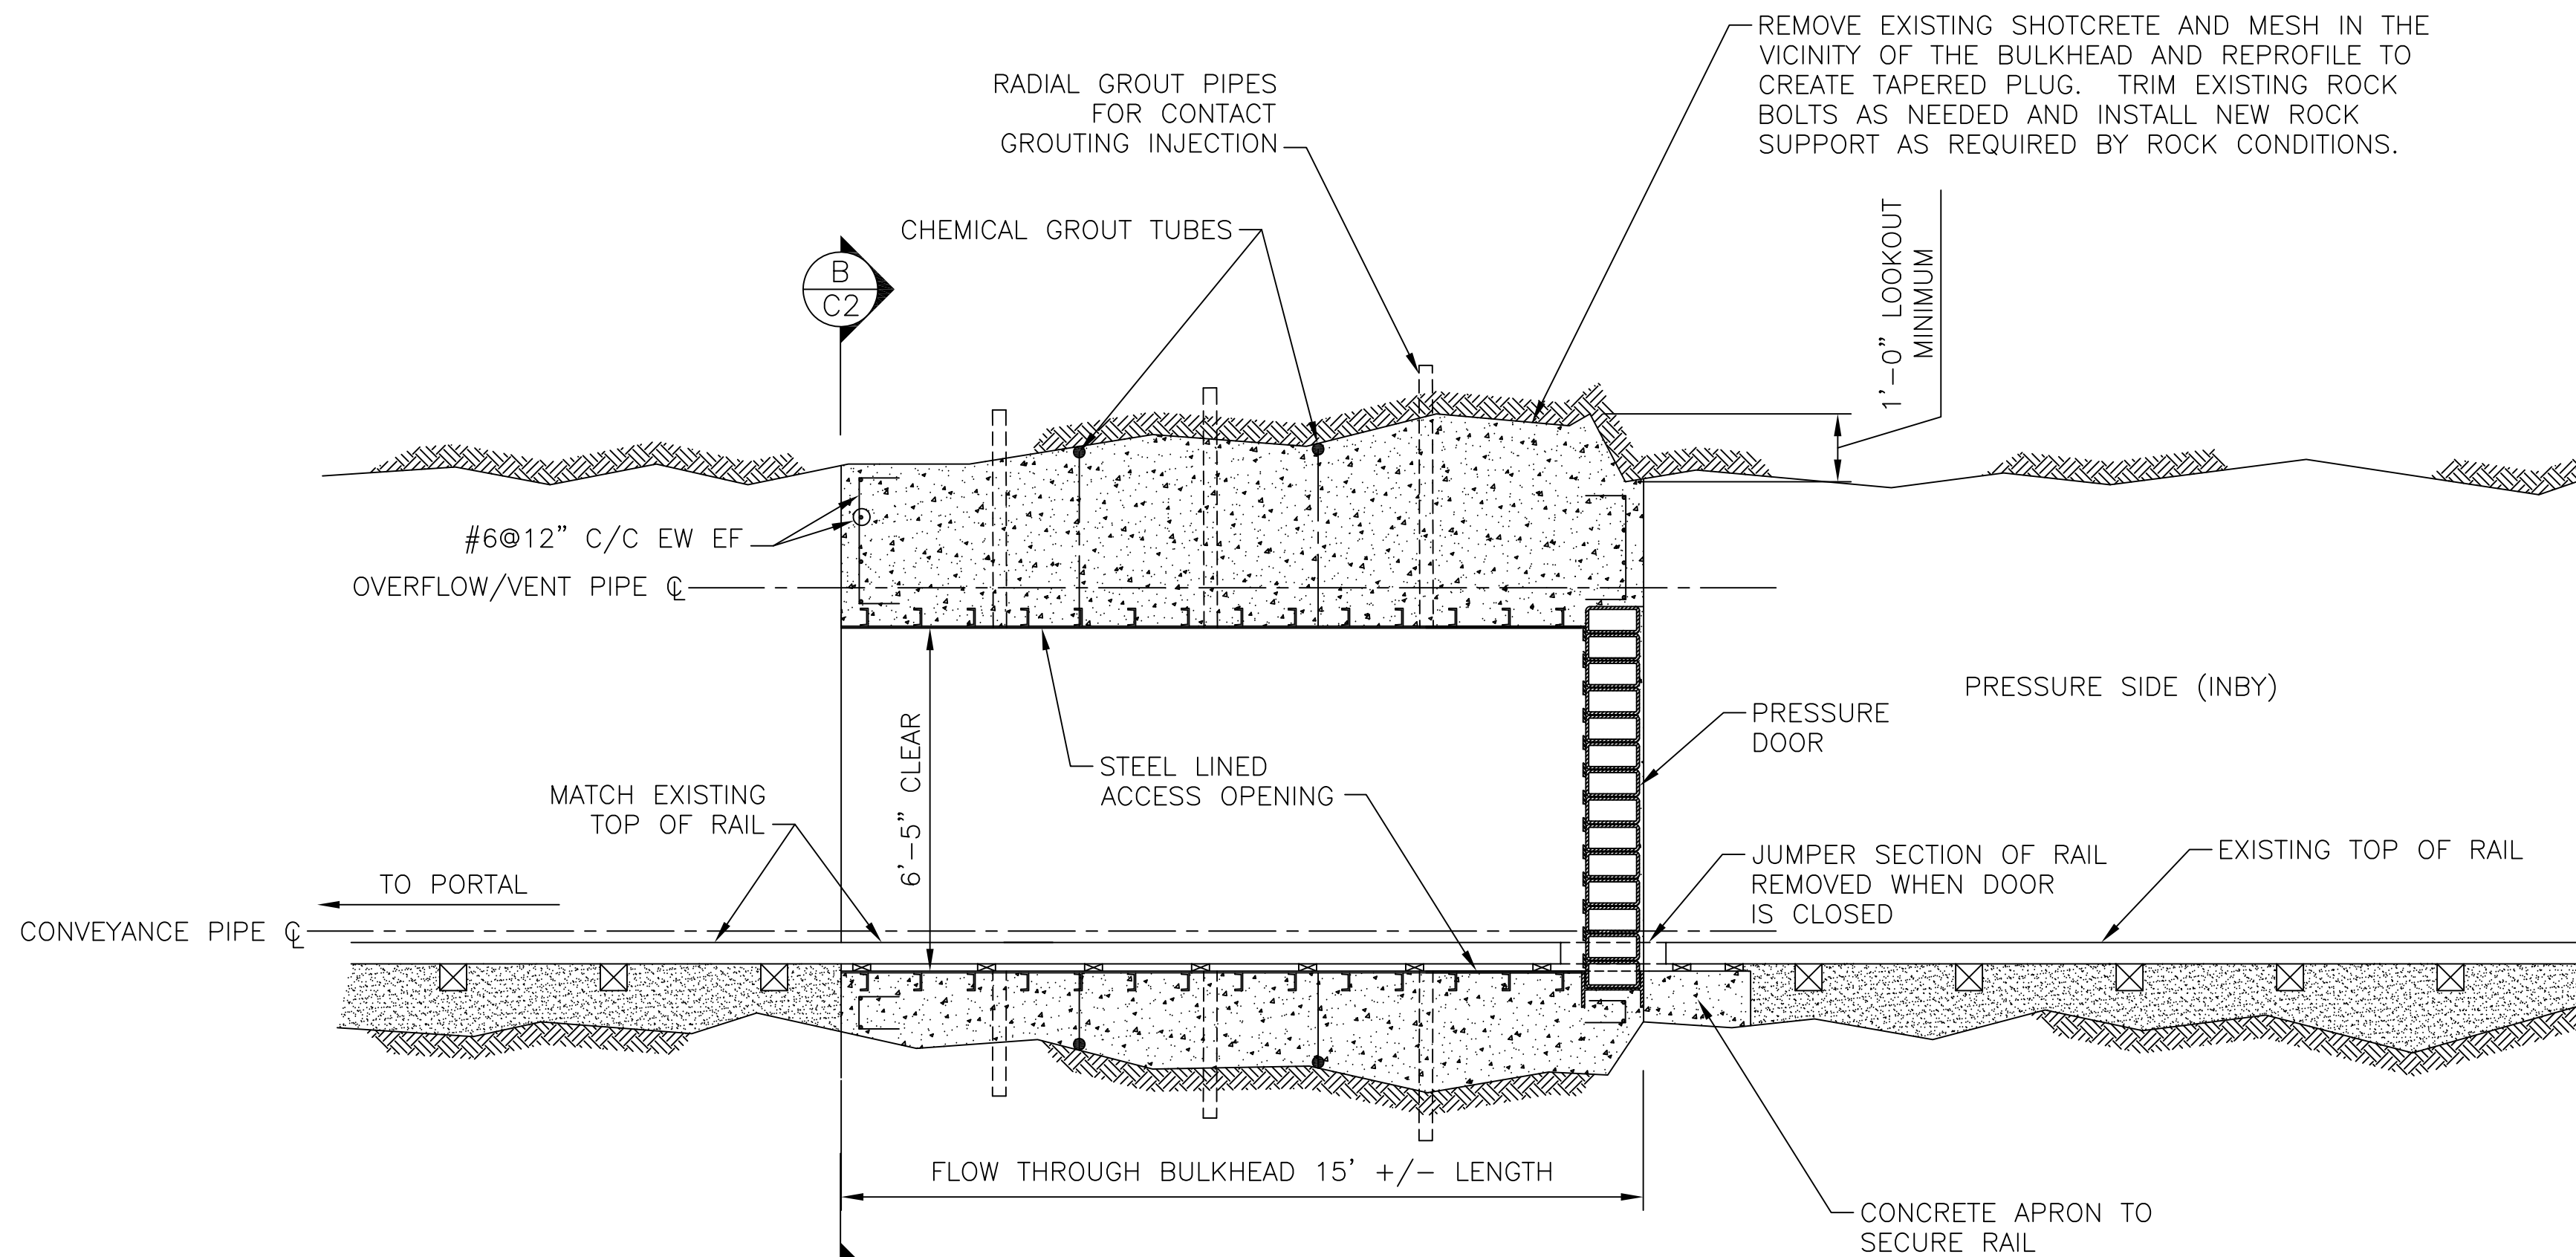 REMOVE EXISTING SHOTCRETE AND MESH IN THE
VICINITY OF THE BULKHEAD AND REPROFILE TO
CREATE TAPERED PLUG. TRIM EXISTING ROCK
BOLTS AS NEEDED AND INSTALL NEW ROCK
SUPPORT AS REQUIRED BY ROCK CONDITIONS.
RADIAL GROUT PIPES
FOR CONTACT
GROUTING INJECTION
CHEMICAL GROUT TUBES
B
C2
1'-0" LOOKOUT
MINIMUM
#6@12" C/C EW EF
OVERFLOW/VENT PIPE ℄
PRESSURE SIDE (INBY)
PRESSURE
DOOR
6'-5" CLEAR
STEEL LINED
ACCESS OPENING
MATCH EXISTING
TOP OF RAIL
JUMPER SECTION OF RAIL
REMOVED WHEN DOOR
IS CLOSED
EXISTING TOP OF RAIL
TO PORTAL
CONVEYANCE PIPE ℄
FLOW THROUGH BULKHEAD 15' +/- LENGTH
CONCRETE APRON TO
SECURE RAIL